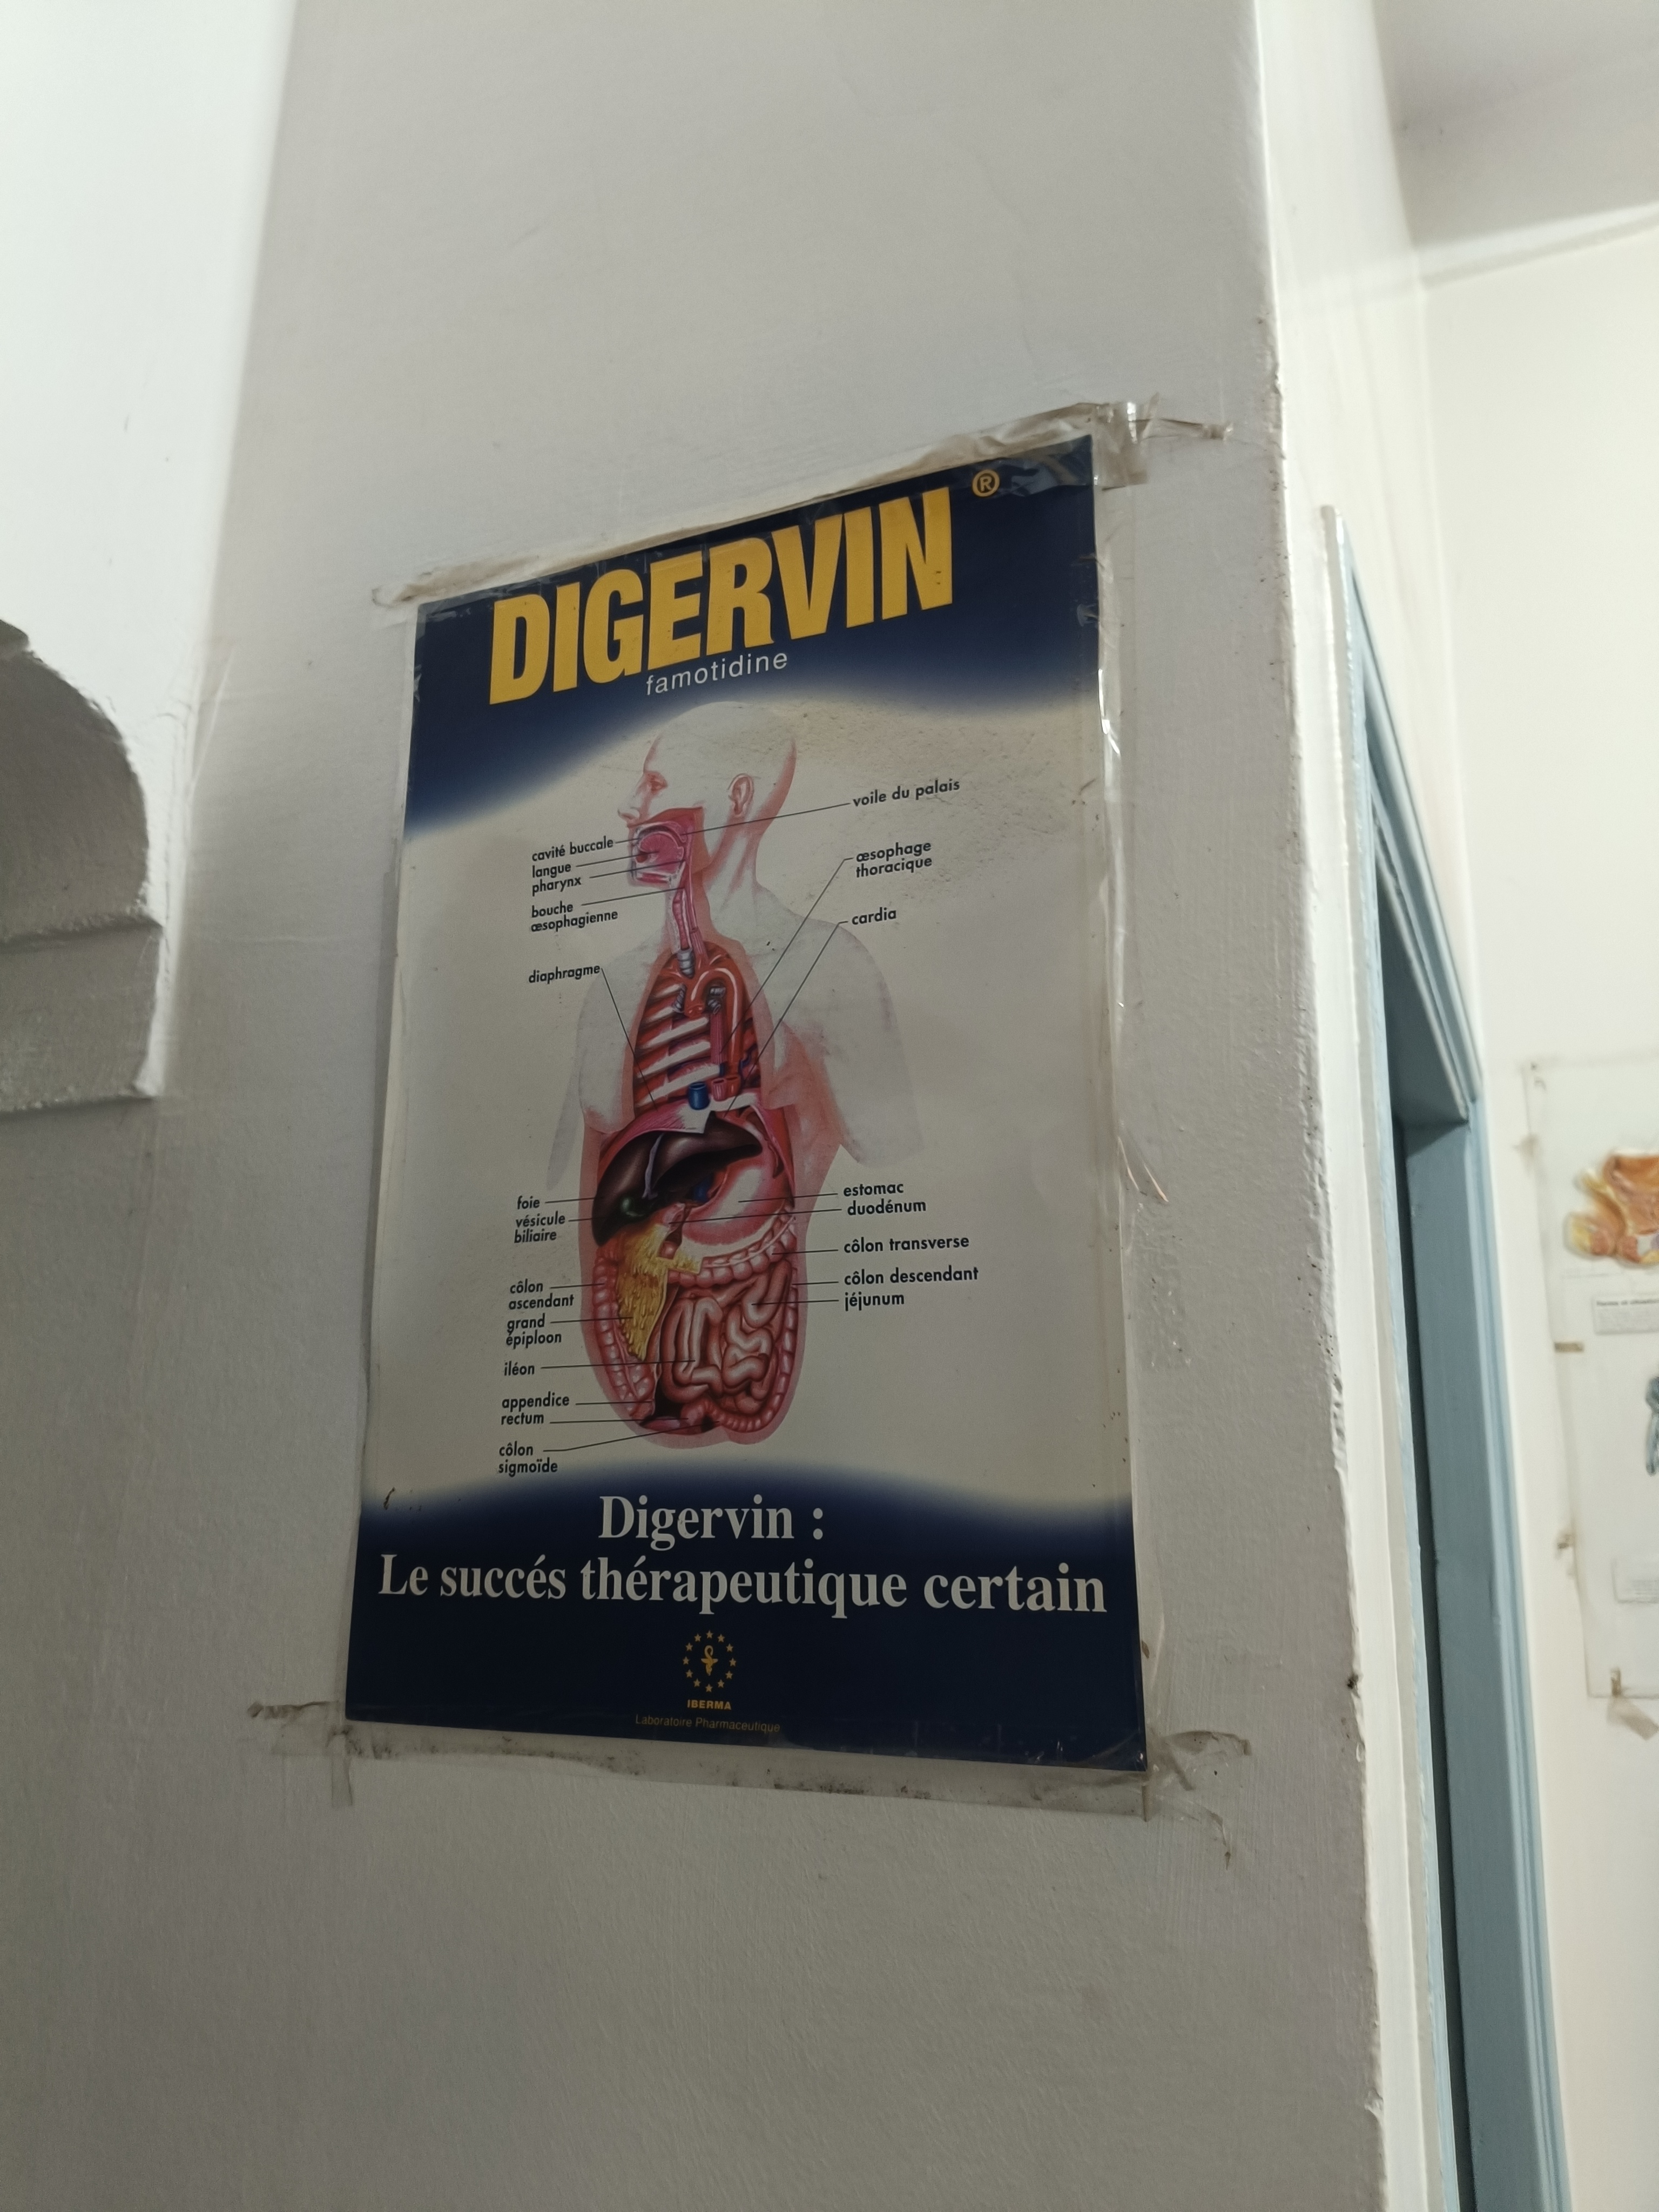 DIGERVIN ®
famotidine
voile du palais
cavité buccale
langue
pharynx
bouche
œsophagienne
œsophage
thoracique
cardia
diaphragme
foie
vésicule
biliaire
estomac
duodénum
côlon transverse
côlon descendant
jéjunum
côlon
ascendant
grand
épiploon
iléon
appendice
rectum
côlon
sigmoïde
Digervin :
Le succés thérapeutique certain
IBERMA
Laboratoire Pharmaceutique